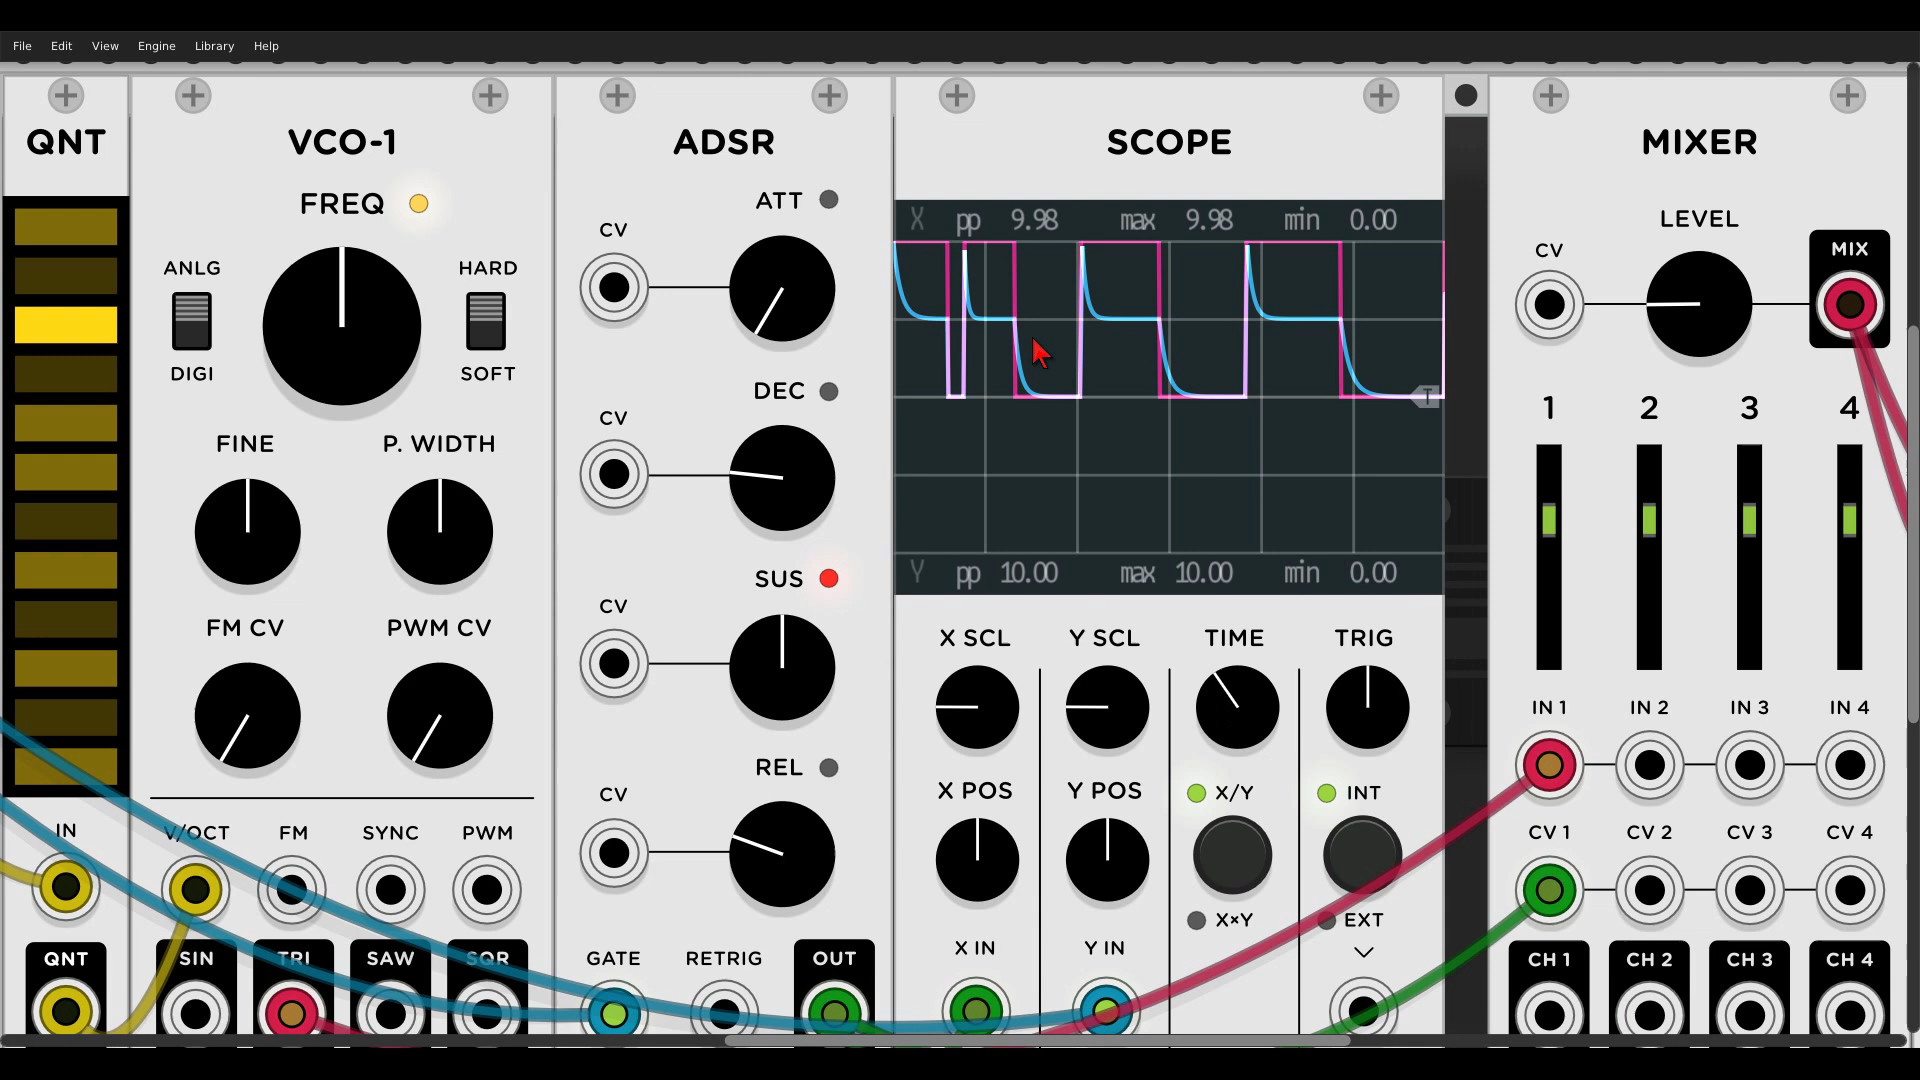 File Edit View Engine Library Help
QNT
IN
QNT
VCO-1
FREQ
ANLG HARD
DIGI SOFT
FINE P. WIDTH
FM CV PWM CV
V/OCT FM SYNC PWM
SIN TRI SAW SQR
ADSR
ATT
CV
DEC
CV
SUS
CV
REL
CV
GATE RETRIG OUT
SCOPE
X pp 9.98 max 9.98 min 0.00
T
Y pp 10.00 max 10.00 min 0.00
X SCL Y SCL TIME TRIG
X POS Y POS X/Y INT
X×Y EXT
X IN Y IN
MIXER
LEVEL
CV MIX
1 2 3 4
IN 1 IN 2 IN 3 IN 4
CV 1 CV 2 CV 3 CV 4
CH 1 CH 2 CH 3 CH 4